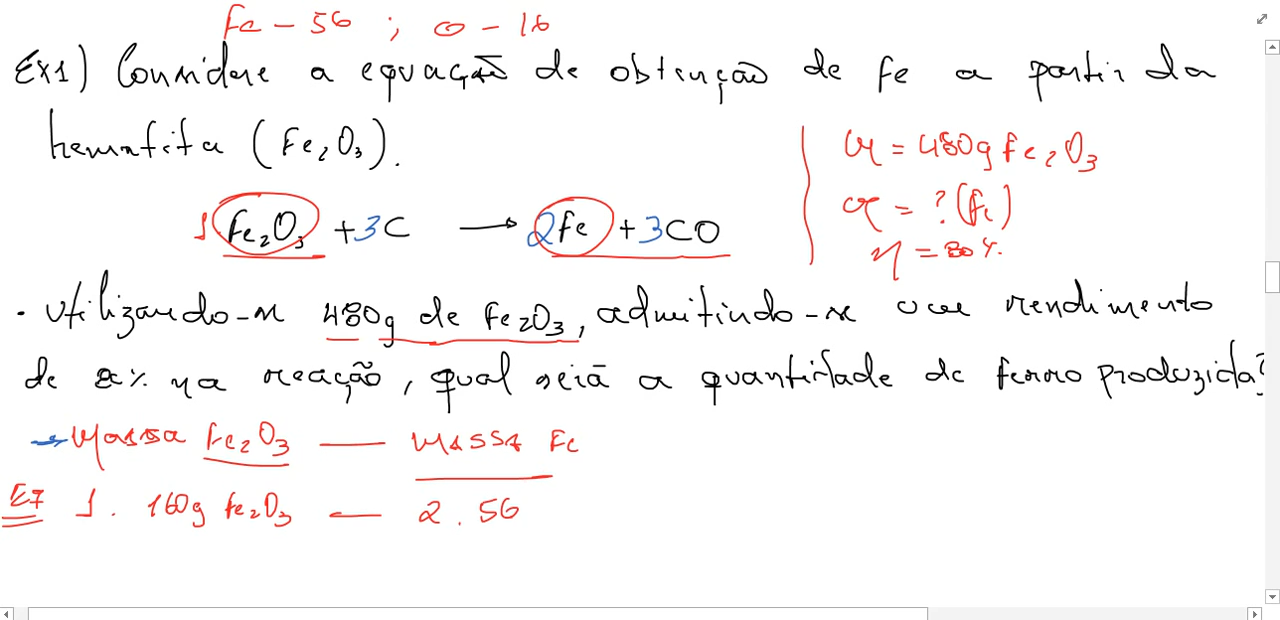 Fe - 56 ; O - 16
Ex1) Considere a equação de obtenção de Fe a partir da
hematita (Fe₂O₃).
1 Fe₂O₃ + 3C → 2Fe + 3CO
m = 480g Fe₂O₃
m = ? (Fe)
η = 80%.
• Utilizando-se 480g de Fe₂O₃, admitindo-se um rendimento
de 80% na reação, qual será a quantidade de ferro produzida?
→ Massa Fe₂O₃ — MASSA Fe
1 . 160g Fe₂O₃ — 2 . 56